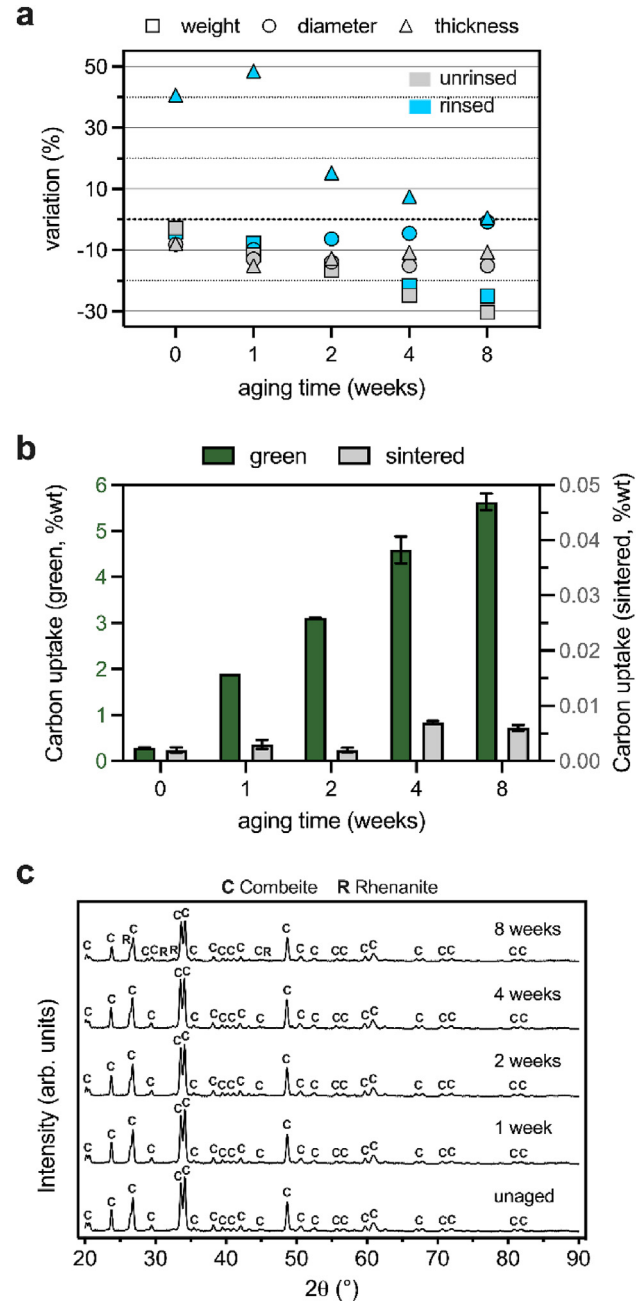 a
weight diameter thickness
unrinsed
rinsed
50
30
10
-10
-30
variation (%)
0 1 2 4 8
aging time (weeks)
b
green sintered
6
5
4
3
2
1
0
Carbon uptake (green, %wt)
0.05
0.04
0.03
0.02
0.01
0.00
Carbon uptake (sintered, %wt)
0 1 2 4 8
aging time (weeks)
c
C Combeite R Rhenanite
8 weeks
C C R C C C R R C C C C C C C C C R C C C C C C C C C C C C C
4 weeks
C C C C C C C C C C C C C C C C C C C C C C C C C C
2 weeks
C C C C C C C C C C C C C C C C C C C C C C C C C C
1 week
C C C C C C C C C C C C C C C C C C C C C C C C C C
unaged
C C C C C C C C C C C C C C C C C C C C C C C C C C
Intensity (arb. units)
20 30 40 50 60 70 80 90
2θ (°)